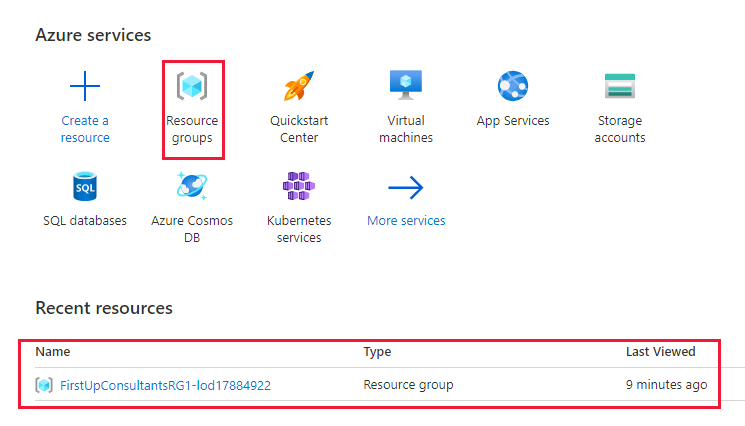 Azure services
Create a
resource
Resource
groups
Quickstart
Center
Virtual
machines
App Services
Storage
accounts
SQL
SQL databases
Azure Cosmos
DB
Kubernetes
services
More services
Recent resources
Name Type Last Viewed
FirstUpConsultantsRG1-lod17884922 Resource group 9 minutes ago